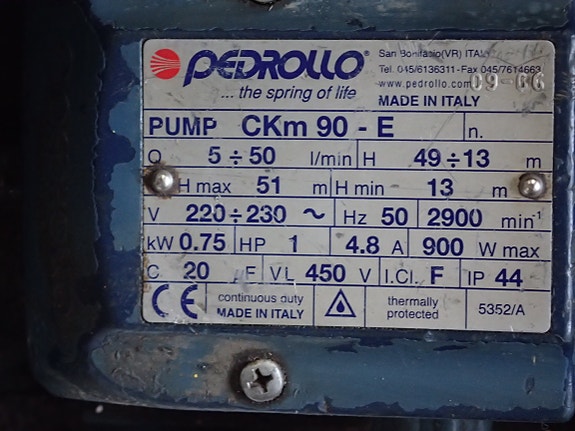 PEDROLLO®
... the spring of life
San Bonifacio (VR) ITALY
Tel. 045/6136311 - Fax 045/7614663
www.pedrollo.com 09-06
MADE IN ITALY
PUMP CKm 90 - E n.
Q 5 ÷ 50 l/min H 49÷13 m
H max 51 m H min 13 m
V 220÷230 ~ Hz 50 2900 min⁻¹
kW 0.75 HP 1 4.8 A 900 W max
C 20 µF VL 450 V I.Cl. F IP 44
CE continuous duty
MADE IN ITALY
thermally
protected
5352/A